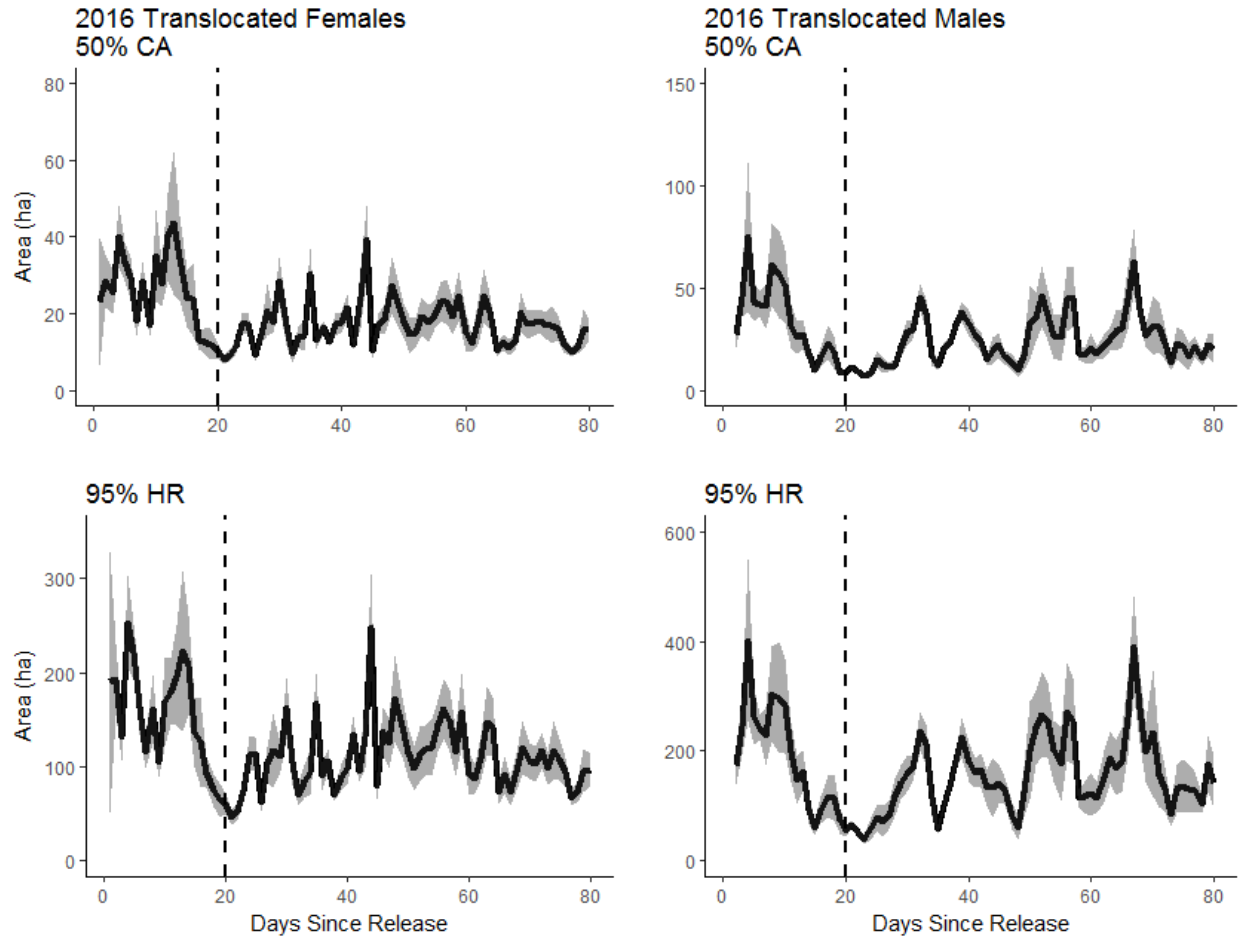 2016 Translocated Females
50% CA
80
60
40
20
0
Area (ha)
0 20 40 60 80
2016 Translocated Males
50% CA
150
100
50
0
0 20 40 60 80
95% HR
300
200
100
0
Area (ha)
0 20 40 60 80
Days Since Release
95% HR
600
400
200
0
0 20 40 60 80
Days Since Release